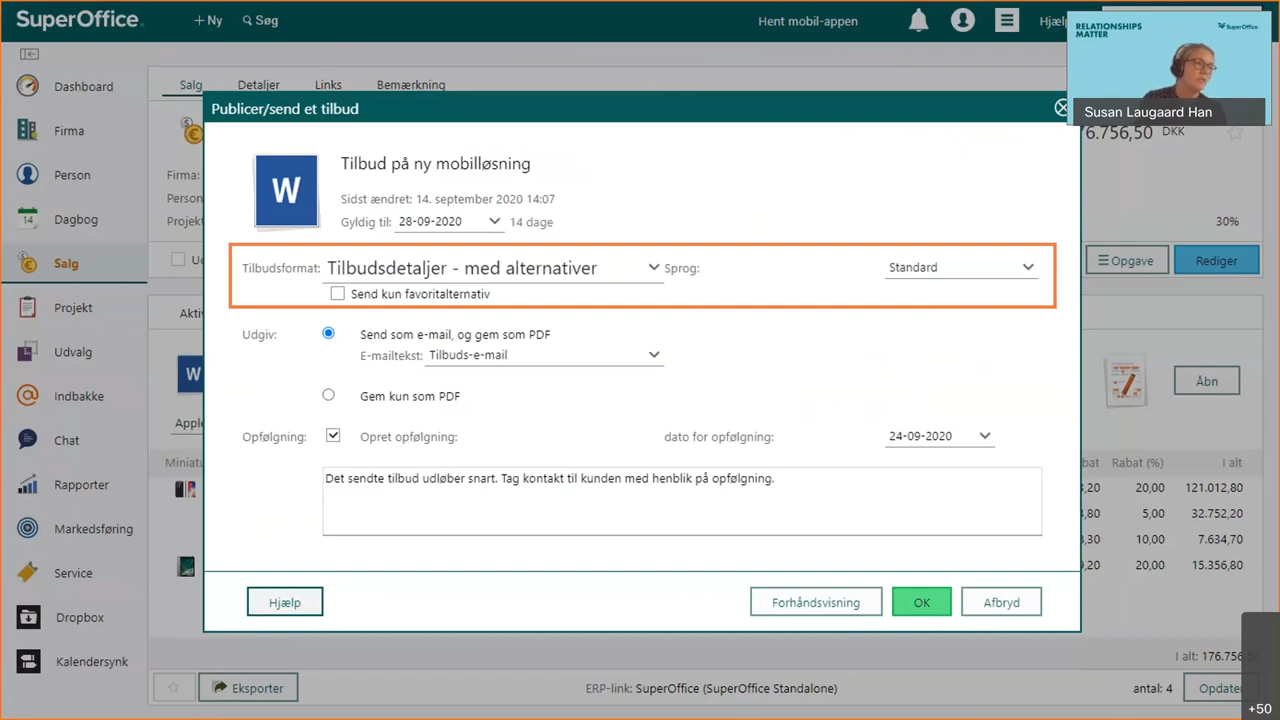 SuperOffice
+ Ny
Søg
Hent mobil-appen
Hjælp
RELATIONSHIPS
MATTER
SuperOffice
Susan Laugaard Han
Dashboard
Firma
Person
Dagbog
14
Salg
Projekt
Udvalg
Indbakke
Chat
Rapporter
Markedsføring
Service
Dropbox
Kalendersynk
Salg
Detaljer
Links
Bemærkning
Firma:
Person
Projekt
76.756,50 DKK
30%
Opgave
Rediger
Publicer/send et tilbud
W
Tilbud på ny mobilløsning
Sidst ændret: 14. september 2020 14:07
Gyldig til: 28-09-2020 14 dage
Tilbudsformat: Tilbudsdetaljer - med alternativer Sprog: Standard
Send kun favoritalternativ
Udgiv: Send som e-mail, og gem som PDF
E-mailtekst: Tilbuds-e-mail
Gem kun som PDF
Opfølgning: Opret opfølgning: dato for opfølgning: 24-09-2020
Det sendte tilbud udløber snart. Tag kontakt til kunden med henblik på opfølgning.
Hjælp
Forhåndsvisning
OK
Afbryd
W
Åbn
bat Rabat (%) I alt
,20 20,00 121.012,80
,80 5,00 32.752,20
,30 10,00 7.634,70
,20 20,00 15.356,80
I alt: 176.756,50
Eksporter
ERP-link: SuperOffice (SuperOffice Standalone)
antal: 4
Opdater
+50